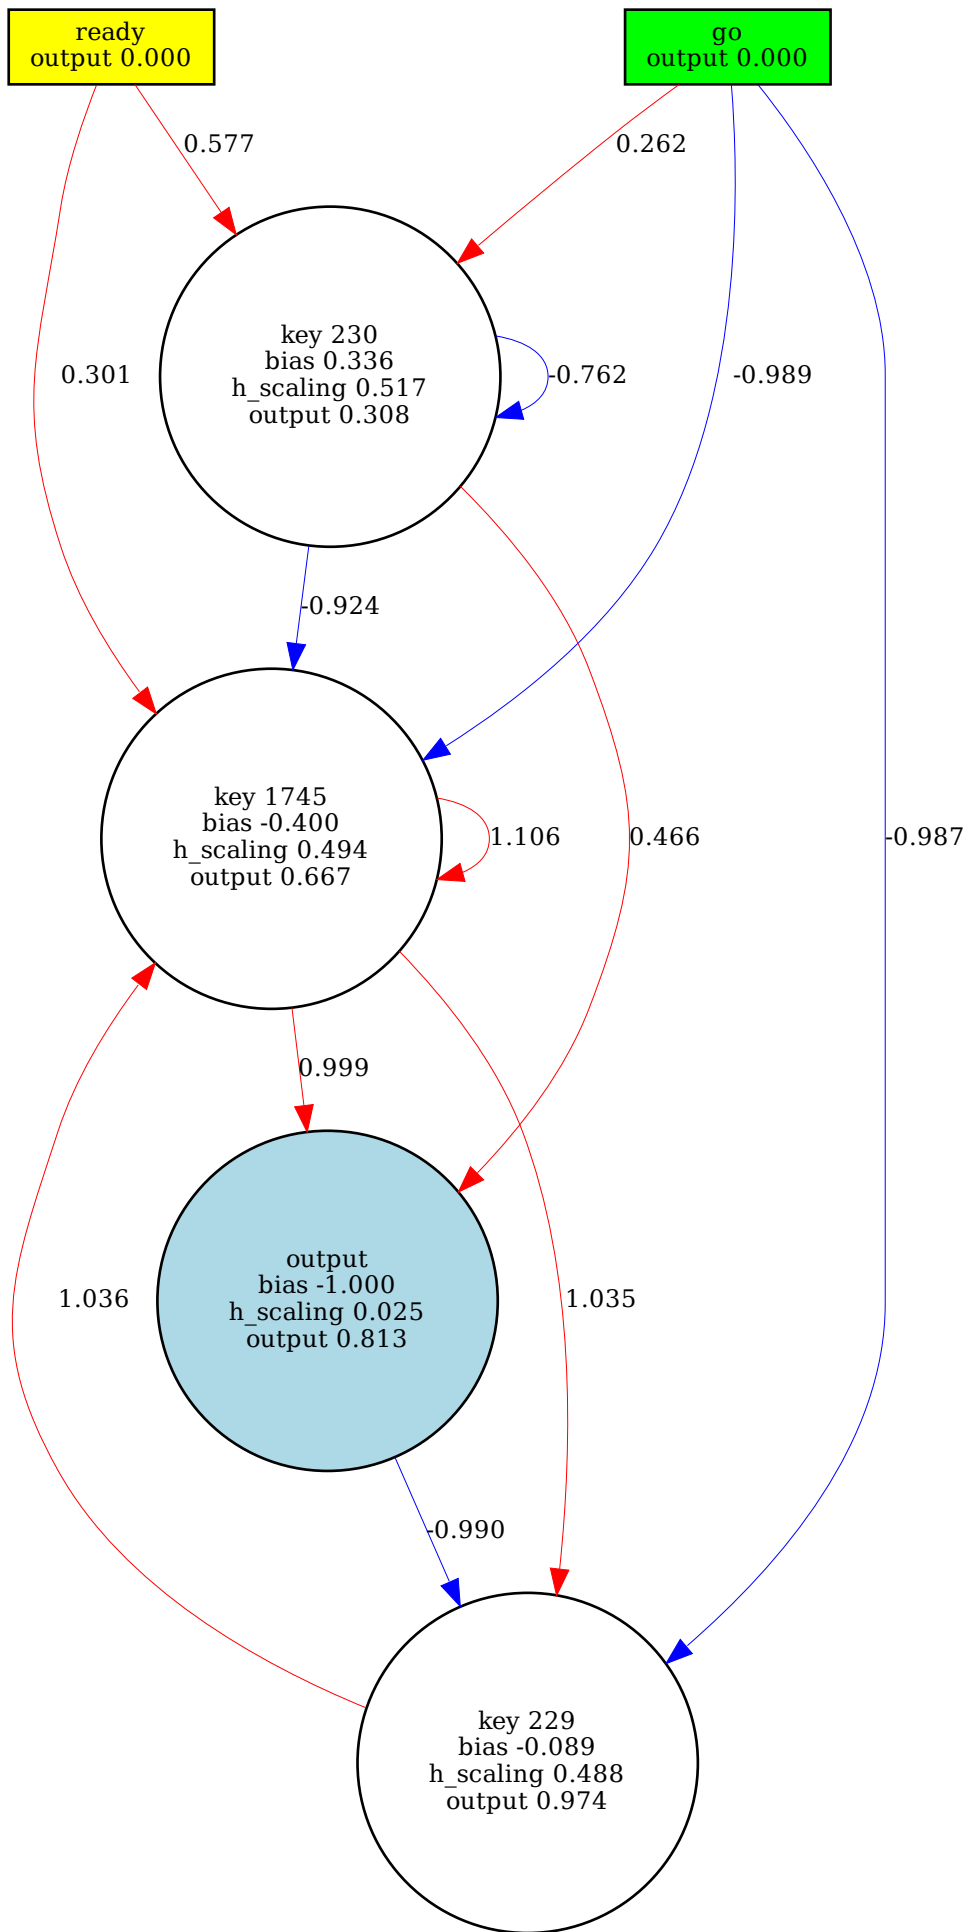 ready
output 0.000
go
output 0.000
0.577
0.262
key 230
bias 0.336
h_scaling 0.517
output 0.308
0.301
-0.762
-0.989
-0.924
key 1745
bias -0.400
h_scaling 0.494
output 0.667
1.106
0.466
-0.987
0.999
output
bias -1.000
h_scaling 0.025
output 0.813
1.036
1.035
-0.990
key 229
bias -0.089
h_scaling 0.488
output 0.974